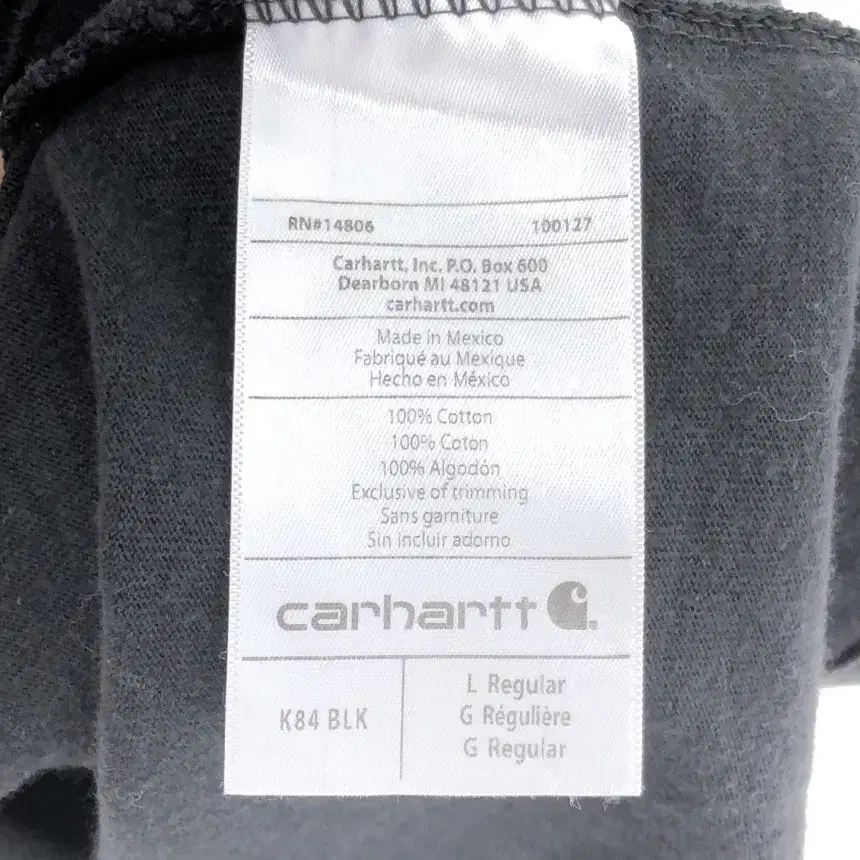 RN#14806 100127
Carhartt, Inc. P.O. Box 600
Dearborn MI 48121 USA
carhartt.com
Made in Mexico
Fabriqué au Mexique
Hecho en México
100% Cotton
100% Coton
100% Algodón
Exclusive of trimming
Sans garniture
Sin incluir adorno
carhartt
K84 BLK
L Regular
G Régulière
G Regular